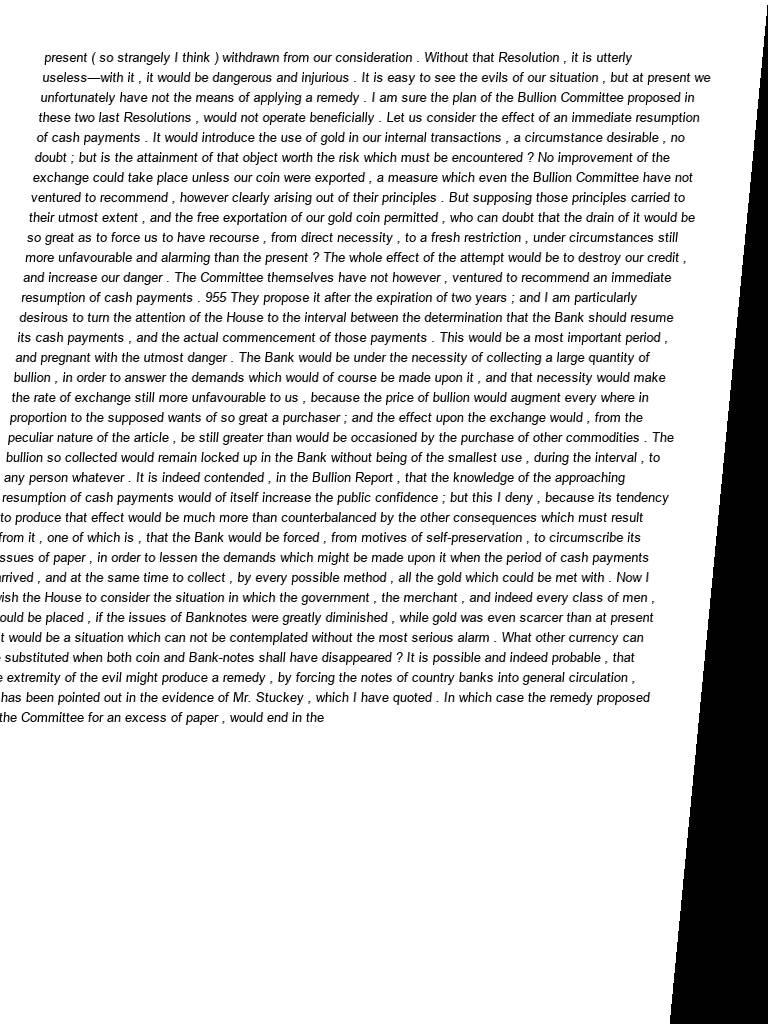 present ( so strangely I think ) withdrawn from our consideration . Without that Resolution , it is utterly
useless—with it , it would be dangerous and injurious . It is easy to see the evils of our situation , but at present we
unfortunately have not the means of applying a remedy . I am sure the plan of the Bullion Committee proposed in
these two last Resolutions , would not operate beneficially . Let us consider the effect of an immediate resumption
of cash payments . It would introduce the use of gold in our internal transactions , a circumstance desirable , no
doubt ; but is the attainment of that object worth the risk which must be encountered ? No improvement of the
exchange could take place unless our coin were exported , a measure which even the Bullion Committee have not
ventured to recommend , however clearly arising out of their principles . But supposing those principles carried to
their utmost extent , and the free exportation of our gold coin permitted , who can doubt that the drain of it would be
so great as to force us to have recourse , from direct necessity , to a fresh restriction , under circumstances still
more unfavourable and alarming than the present ? The whole effect of the attempt would be to destroy our credit ,
and increase our danger . The Committee themselves have not however , ventured to recommend an immediate
resumption of cash payments . 955 They propose it after the expiration of two years ; and I am particularly
desirous to turn the attention of the House to the interval between the determination that the Bank should resume
its cash payments , and the actual commencement of those payments . This would be a most important period ,
and pregnant with the utmost danger . The Bank would be under the necessity of collecting a large quantity of
bullion , in order to answer the demands which would of course be made upon it , and that necessity would make
the rate of exchange still more unfavourable to us , because the price of bullion would augment every where in
proportion to the supposed wants of so great a purchaser ; and the effect upon the exchange would , from the
peculiar nature of the article , be still greater than would be occasioned by the purchase of other commodities . The
bullion so collected would remain locked up in the Bank without being of the smallest use , during the interval , to
any person whatever . It is indeed contended , in the Bullion Report , that the knowledge of the approaching
resumption of cash payments would of itself increase the public confidence ; but this I deny , because its tendency
to produce that effect would be much more than counterbalanced by the other consequences which must result
from it , one of which is , that the Bank would be forced , from motives of self-preservation , to circumscribe its
ssues of paper , in order to lessen the demands which might be made upon it when the period of cash payments
rrived , and at the same time to collect , by every possible method , all the gold which could be met with . Now I
ish the House to consider the situation in which the government , the merchant , and indeed every class of men ,
ould be placed , if the issues of Banknotes were greatly diminished , while gold was even scarcer than at present
t would be a situation which can not be contemplated without the most serious alarm . What other currency can
substituted when both coin and Bank-notes shall have disappeared ? It is possible and indeed probable , that
extremity of the evil might produce a remedy , by forcing the notes of country banks into general circulation ,
has been pointed out in the evidence of Mr. Stuckey , which I have quoted . In which case the remedy proposed
the Committee for an excess of paper , would end in the